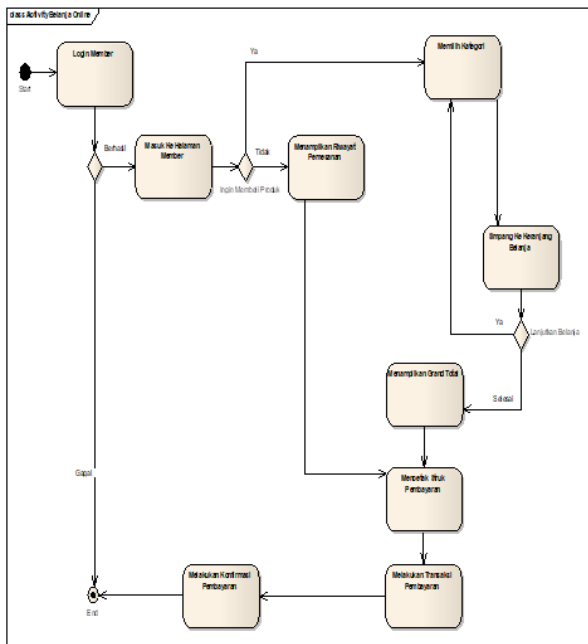 class Activity Belanja Online
Login Member
Start
Ya
Memilih Kategori
Berhasil
Masuk Ke Halaman
Member
Tidak
Ingin Membeli Produk
Menampilkan Riwayat
Pemesanan
Simpang Ke Keranjang
Belanja
Ya
Lanjutkan Belanja
Selesai
Menampilkan Grand Total
Gagal
Mencetak Struk
Pembayaran
Melakukan Transaksi
Pembayaran
Melakukan Konfirmasi
Pembayaran
End